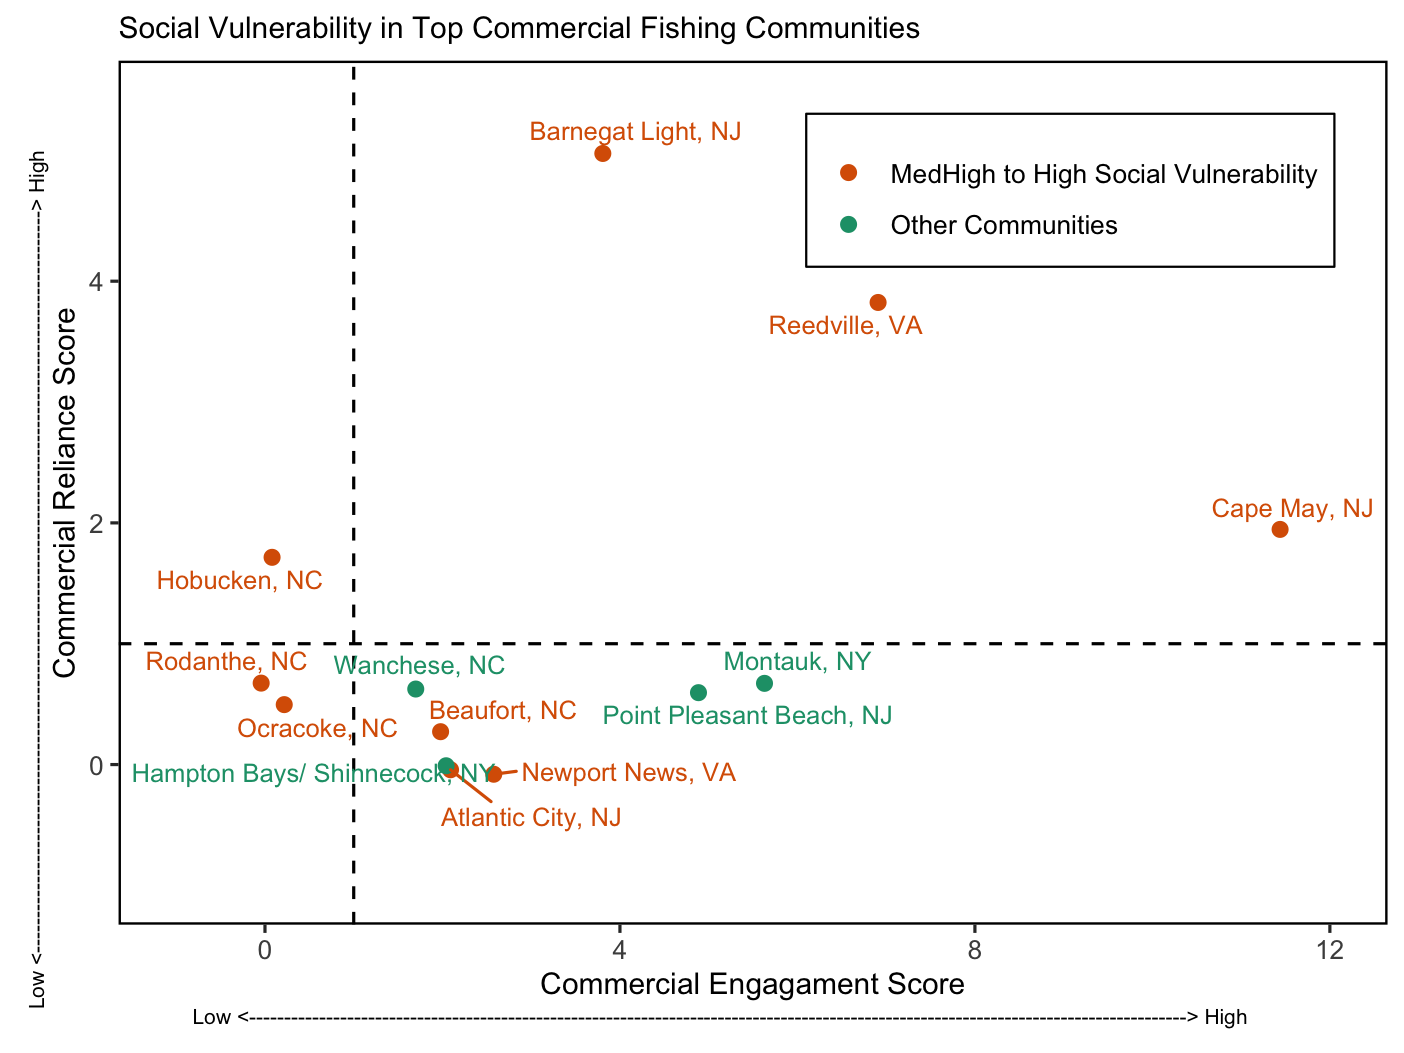 Social Vulnerability in Top Commercial Fishing Communities
Barnegat Light, NJ
MedHigh to High Social Vulnerability
Other Communities
Reedville, VA
Cape May, NJ
Hobucken, NC
Rodanthe, NC
Wanchese, NC
Montauk, NY
Ocracoke, NC
Beaufort, NC
Point Pleasant Beach, NJ
Hampton Bays/ Shinnecock, NY
Newport News, VA
Atlantic City, NJ
4
2
0
Commercial Reliance Score
Low <--------------------------------------------------------------------------------------------> High
0
4
8
12
Commercial Engagament Score
Low <--------------------------------------------------------------------------------------------------------------------------------------> High